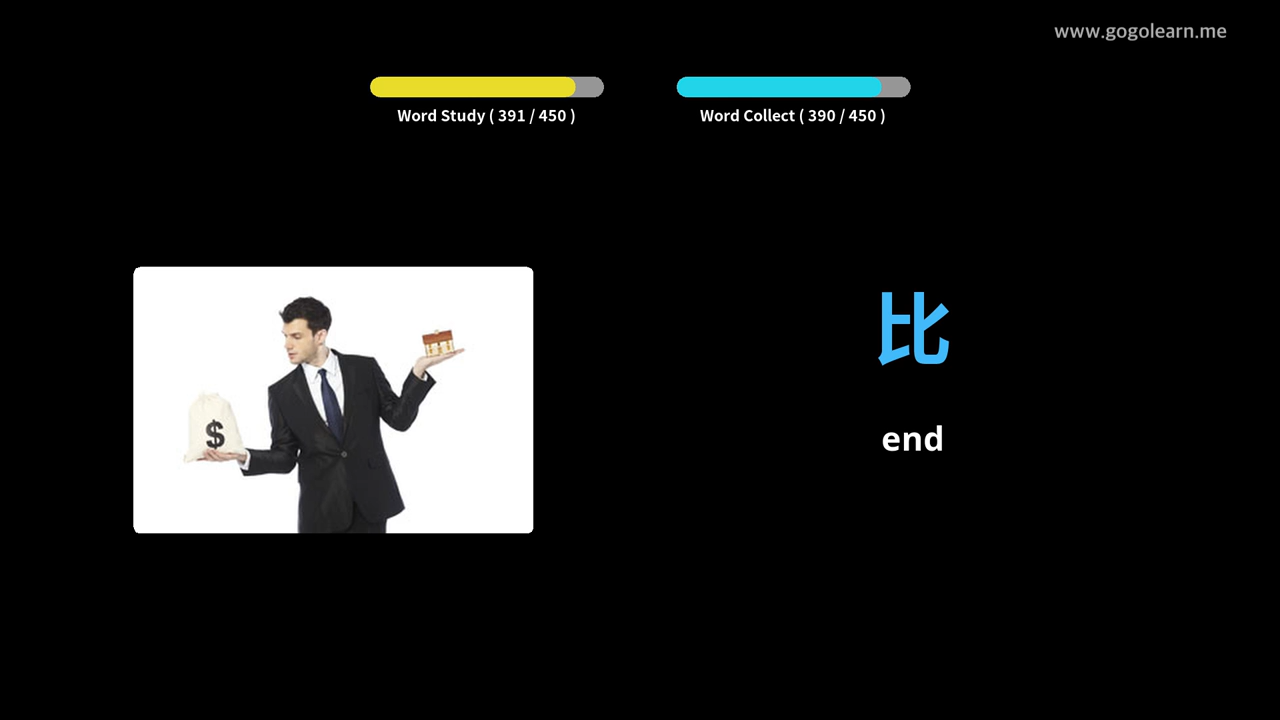 www.gogolearn.me
Word Study ( 391 / 450 )
Word Collect ( 390 / 450 )
$
比
end